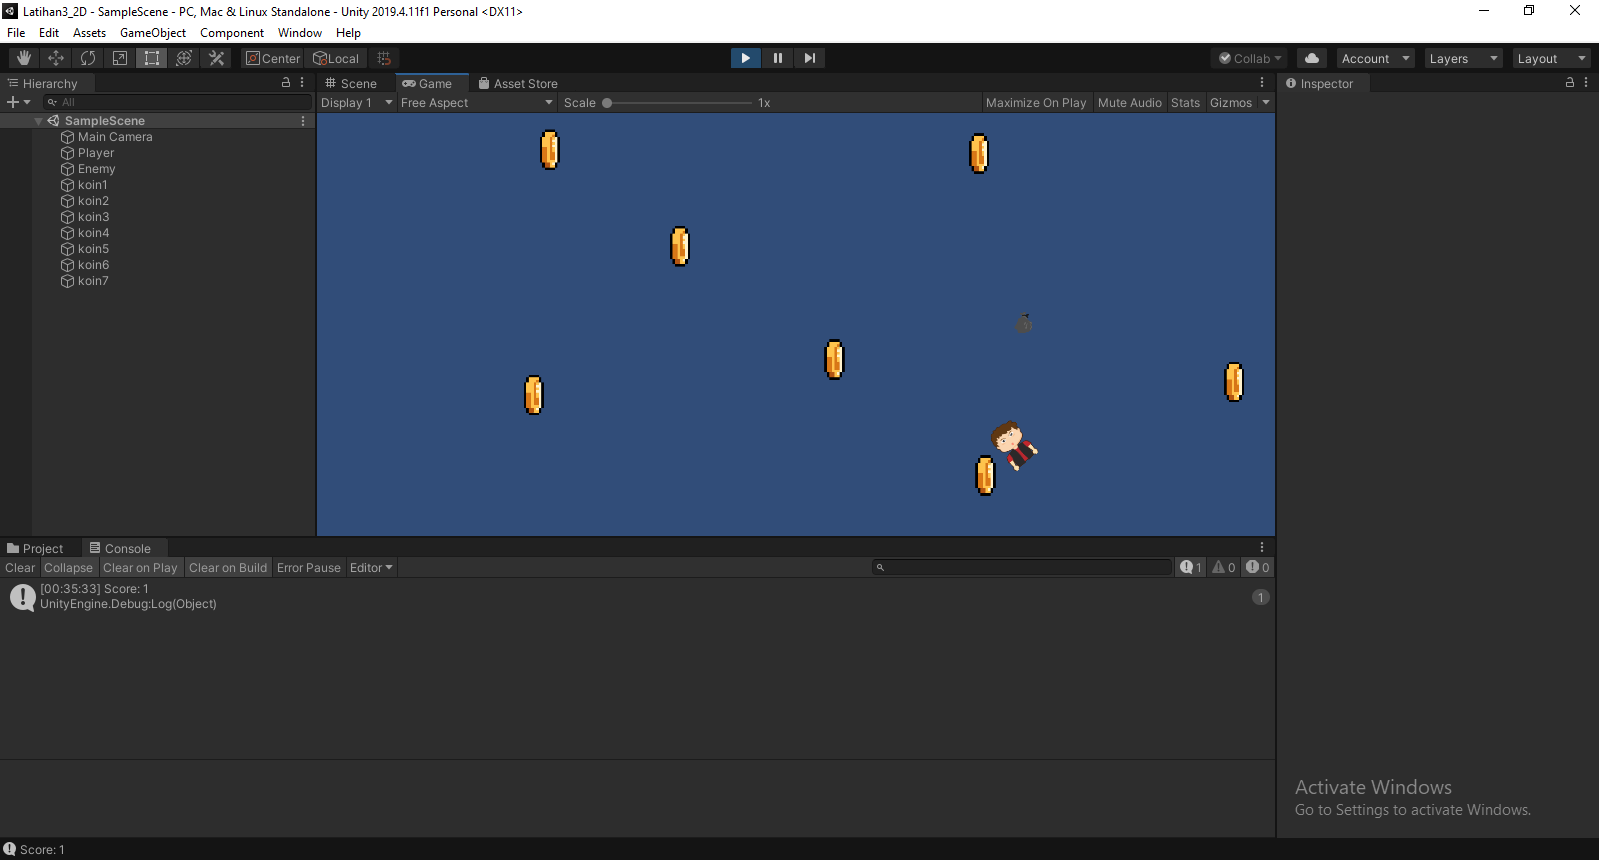 Latihan3_2D - SampleScene - PC, Mac & Linux Standalone - Unity 2019.4.11f1 Personal <DX11>
File Edit Assets GameObject Component Window Help
Center Local Collab Account Layers Layout
Hierarchy
All
SampleScene
Main Camera
Player
Enemy
koin1
koin2
koin3
koin4
koin5
koin6
koin7
Scene Game Asset Store
Display 1 Free Aspect Scale 1x Maximize On Play Mute Audio Stats Gizmos
Inspector
Project Console
Clear Collapse Clear on Play Clear on Build Error Pause Editor 1 0 0
[00:35:33] Score: 1
UnityEngine.Debug:Log(Object)
1
Activate Windows
Go to Settings to activate Windows.
Score: 1